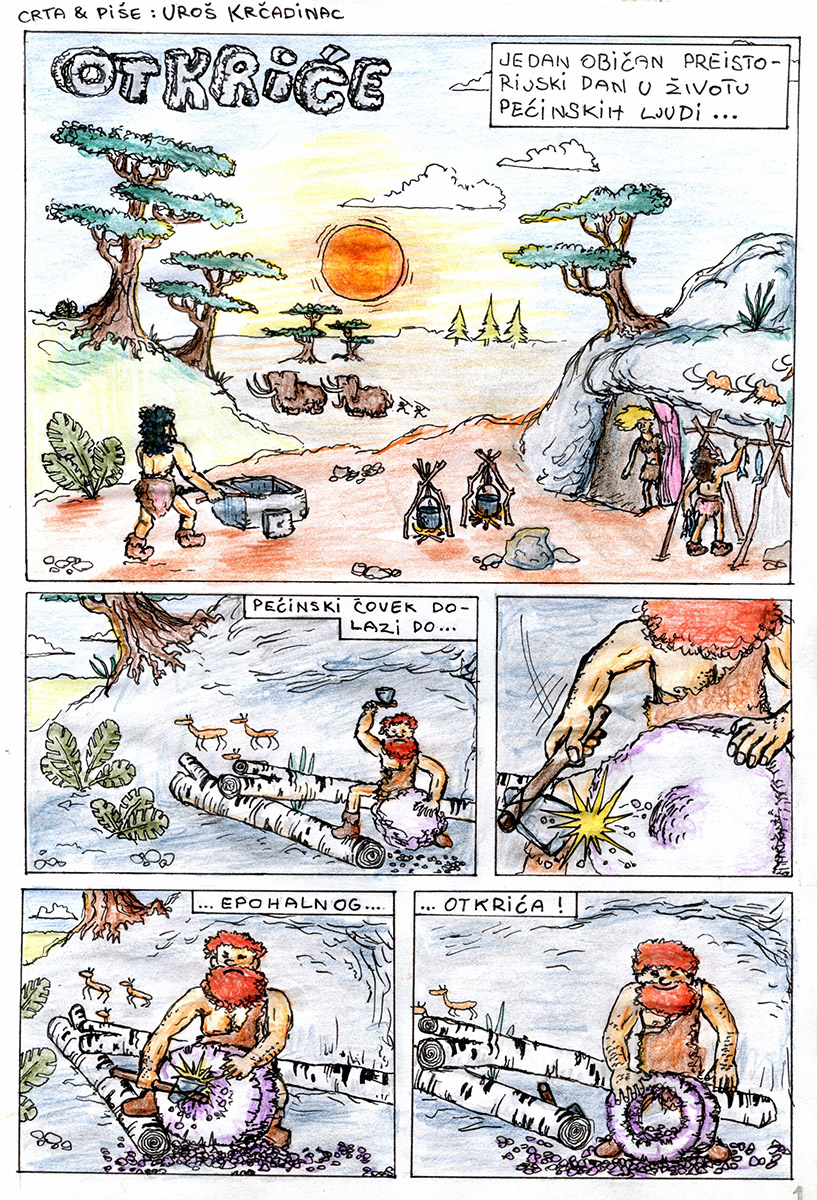 CRTA & PIŠE : UROŠ KRČADINAC
OTKRIĆE
JEDAN OBIČAN PREISTO-
RIJSKI DAN U ŽIVOTU
PEĆINSKIH LJUDI ...
PEĆINSKI ČOVEK DO-
LAZI DO...
... EPOHALNOG...
... OTKRIĆA !
1